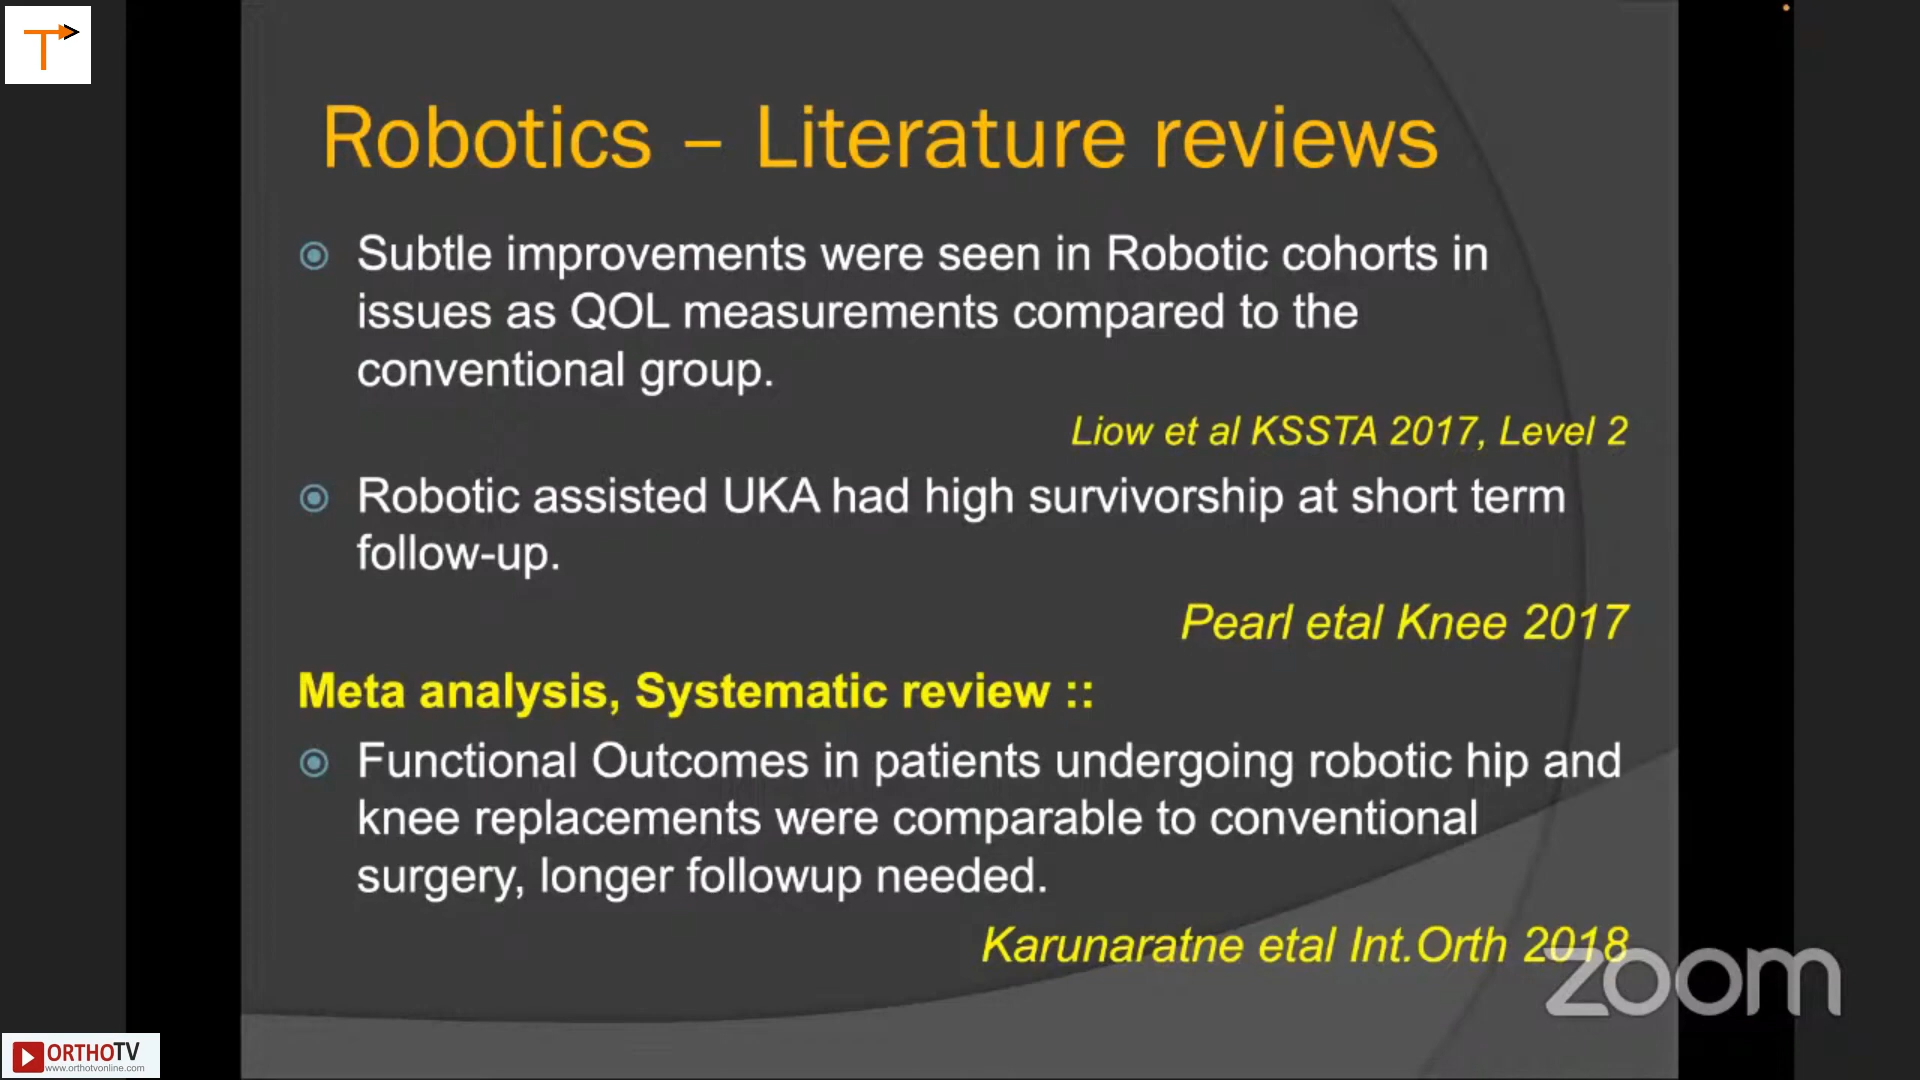 T
Robotics – Literature reviews
Subtle improvements were seen in Robotic cohorts in
issues as QOL measurements compared to the
conventional group.
Liow et al KSSTA 2017, Level 2
Robotic assisted UKA had high survivorship at short term
follow-up.
Pearl etal Knee 2017
Meta analysis, Systematic review ::
Functional Outcomes in patients undergoing robotic hip and
knee replacements were comparable to conventional
surgery, longer followup needed.
Karunaratne etal Int.Orth 2018
zoom
ORTHOTV
www.orthotvonline.com